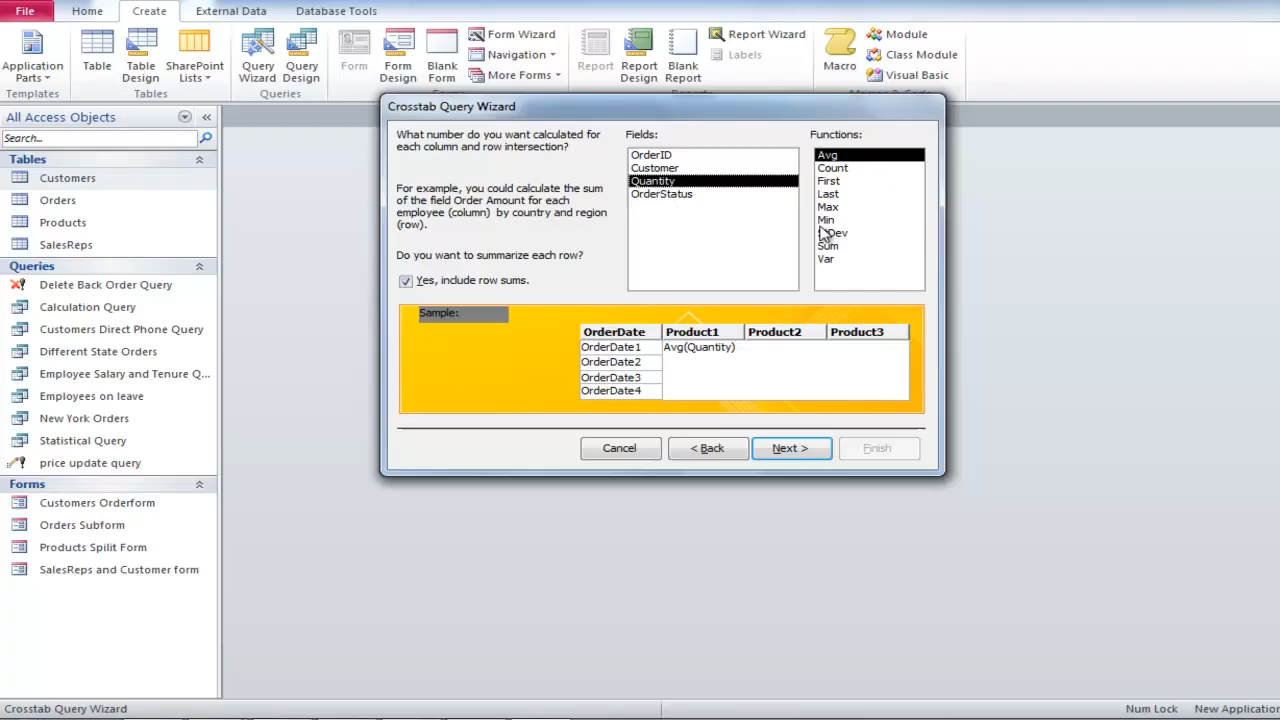 File Home Create External Data Database Tools
Application Parts
Table
Table Design
SharePoint Lists
Query Wizard
Query Design
Form
Form Design
Blank Form
Form Wizard
Navigation
More Forms
Report
Report Design
Blank Report
Report Wizard
Labels
Macro
Module
Class Module
Visual Basic
Templates Tables Queries
All Access Objects
Search...
Tables
Customers
Orders
Products
SalesReps
Queries
Delete Back Order Query
Calculation Query
Customers Direct Phone Query
Different State Orders
Employee Salary and Tenure Q...
Employees on leave
New York Orders
Statistical Query
price update query
Forms
Customers Orderform
Orders Subform
Products Spilit Form
SalesReps and Customer form
Crosstab Query Wizard
What number do you want calculated for
each column and row intersection?
For example, you could calculate the sum
of the field Order Amount for each
employee (column) by country and region
(row).
Do you want to summarize each row?
Yes, include row sums.
Fields:
OrderID
Customer
Quantity
OrderStatus
Functions:
Avg
Count
First
Last
Max
Min
Sum
Var
Sample:
OrderDate Product1 Product2 Product3
OrderDate1 Avg(Quantity)
OrderDate2
OrderDate3
OrderDate4
Cancel < Back Next > Finish
Crosstab Query Wizard Num Lock New Application